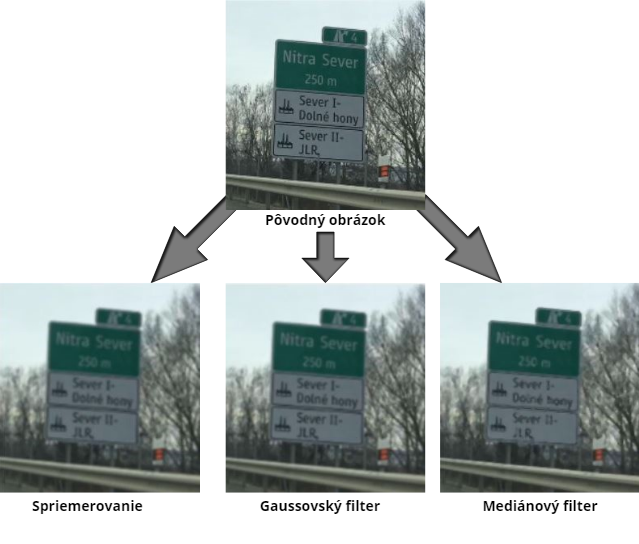 4
Nitra Sever
250 m
Sever I-
Dolné hony
Sever II-
JLR,
Pôvodný obrázok
4
Nitra Sever
250 m
Sever I-
Dolné hony
Sever II-
JLR,
4
Nitra Sever
250 m
Sever I-
Dolné hony
Sever II-
JLR,
4
Nitra Sever
250 m
Sever I-
Dolné hony
Sever II-
JLR,
Spriemerovanie
Gaussovský filter
Mediánový filter